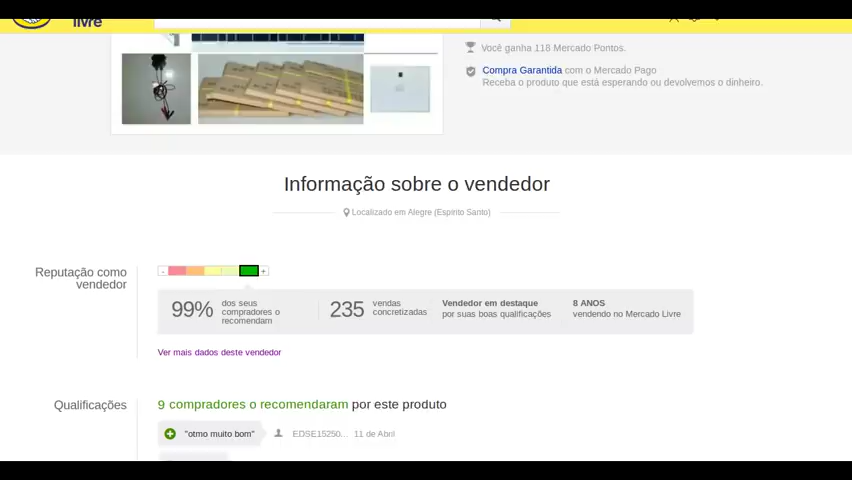 livre
Você ganha 118 Mercado Pontos.
Compra Garantida com o Mercado Pago
Receba o produto que está esperando ou devolvemos o dinheiro.
Informação sobre o vendedor
Localizado em Alegre (Espírito Santo)
Reputação como
vendedor
- +
99% dos seus
compradores o
recomendam
235 vendas
concretizadas
Vendedor em destaque
por suas boas qualificações
8 ANOS
vendendo no Mercado Livre
Ver mais dados deste vendedor
Qualificações
9 compradores o recomendaram por este produto
"otmo muito bom" EDSE15250... 11 de Abril